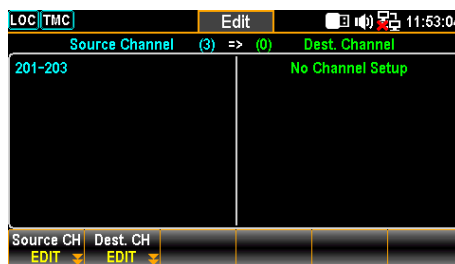 LOC TMC Edit 11:53:04
Source Channel (3) => (0) Dest. Channel
201-203 No Channel Setup
Source CH Dest. CH
EDIT EDIT